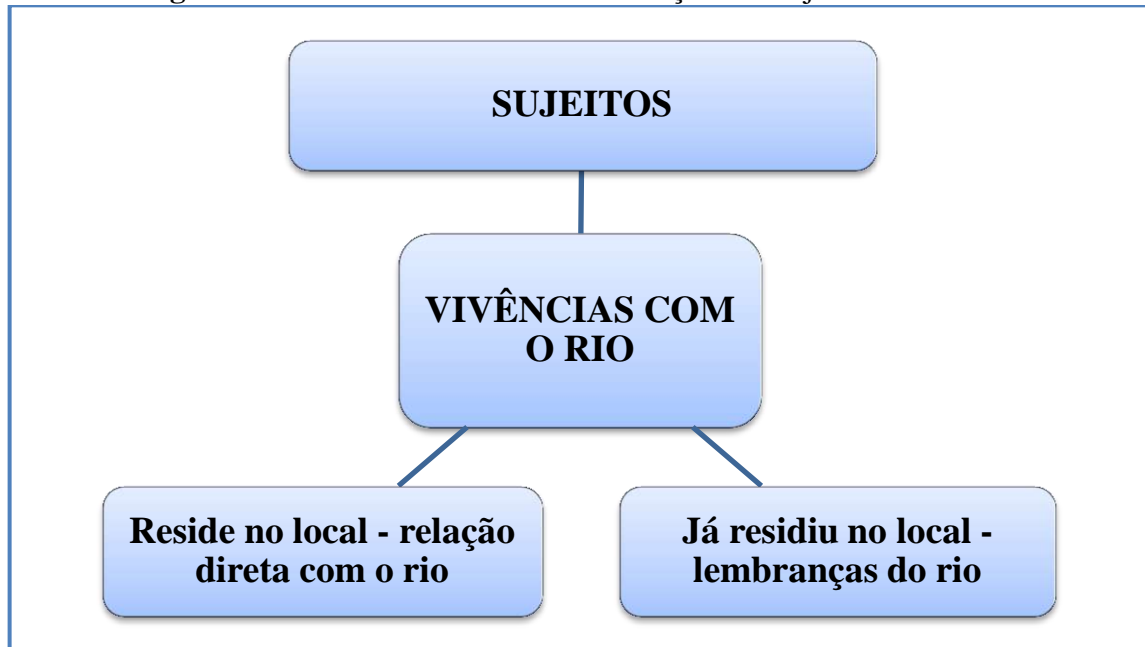 SUJEITOS
VIVÊNCIAS COM
O RIO
Reside no local - relação
direta com o rio
Já residiu no local -
lembranças do rio